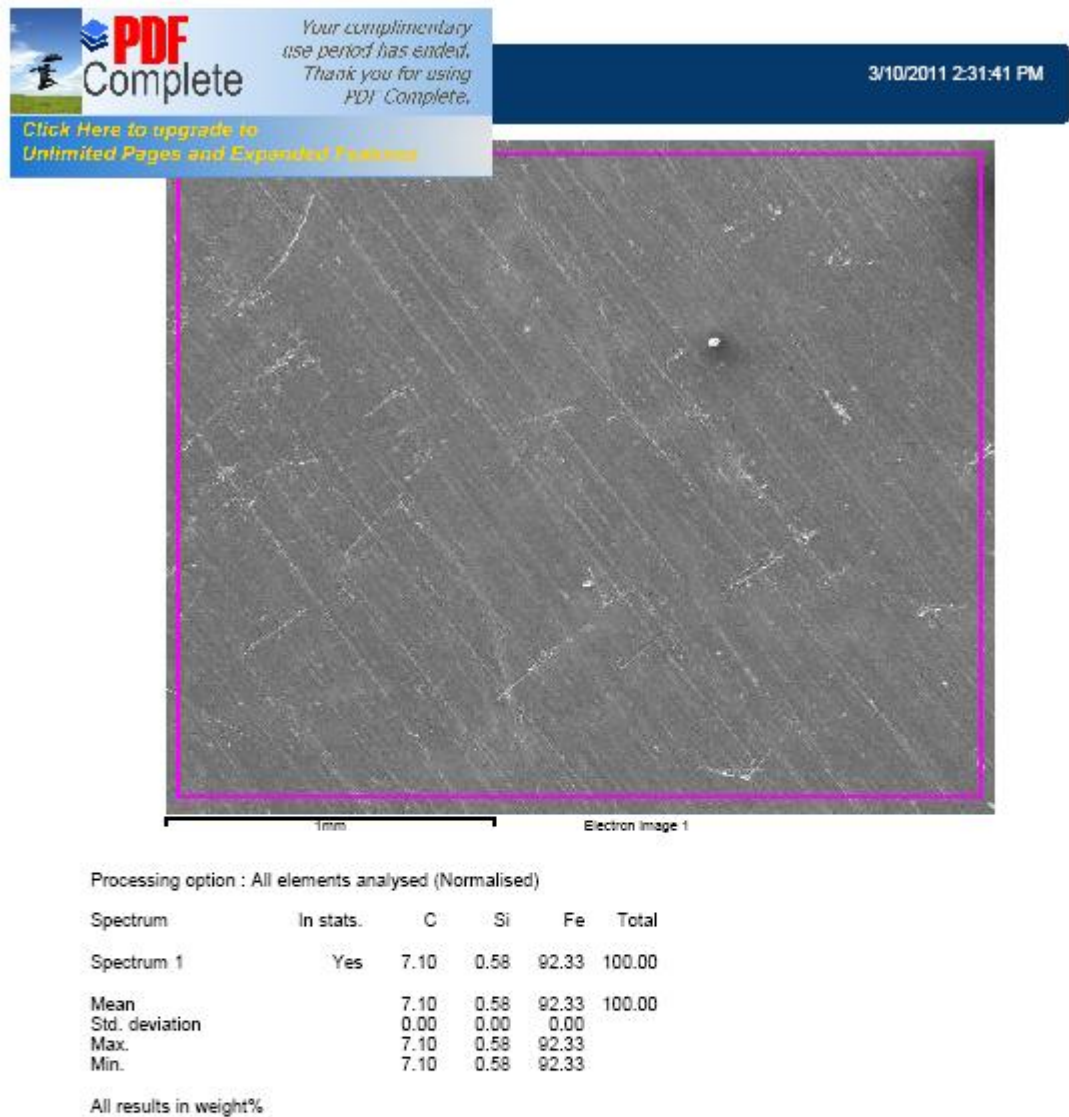 PDF
Complete
Your complimentary
use period has ended.
Thank you for using
PDF Complete.
Click Here to upgrade to
Unlimited Pages and Expanded Features
3/10/2011 2:31:41 PM
1mm
Electron Image 1
Processing option : All elements analysed (Normalised)
Spectrum In stats. C Si Fe Total
Spectrum 1 Yes 7.10 0.58 92.33 100.00
Mean 7.10 0.58 92.33 100.00
Std. deviation 0.00 0.00 0.00
Max. 7.10 0.58 92.33
Min. 7.10 0.58 92.33
All results in weight%